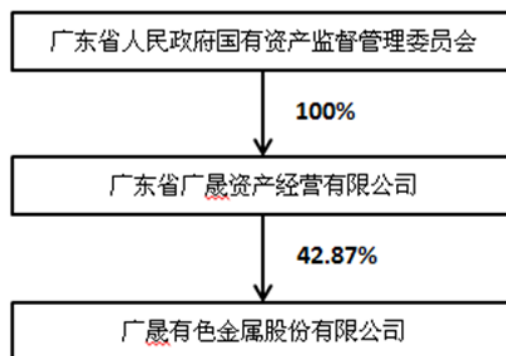 广东省人民政府国有资产监督管理委员会
100%
广东省广晟资产经营有限公司
42.87%
广晟有色金属股份有限公司